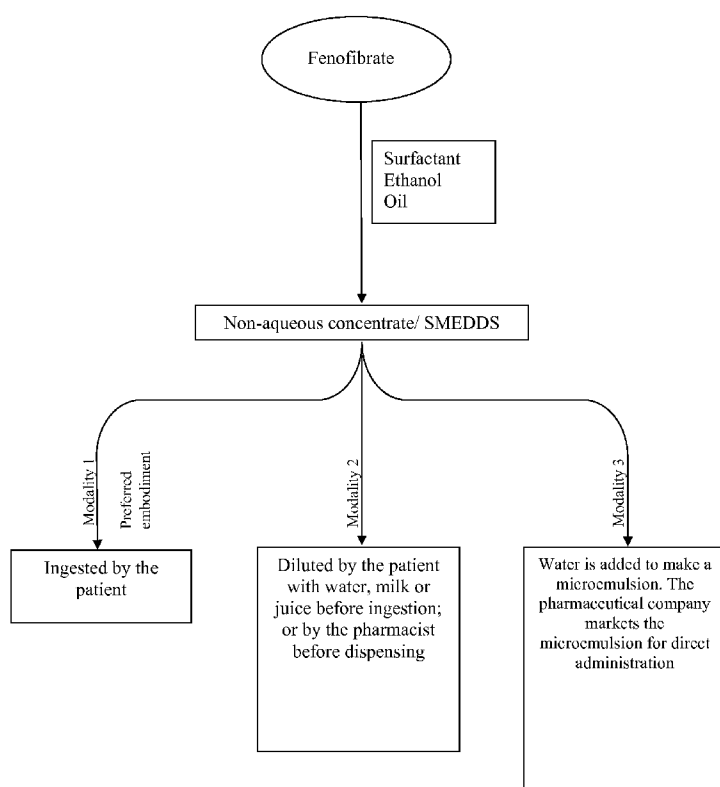 Fenofibrate
Surfactant
Ethanol
Oil
Non-aqueous concentrate/ SMEDDS
Modality 1
Preferred
embodiment
Modality 2
Modality 3
Ingested by the
patient
Diluted by the patient
with water, milk or
juice before ingestion;
or by the pharmacist
before dispensing
Water is added to make a
microemulsion. The
pharmaceutical company
markets the
microemulsion for direct
administration